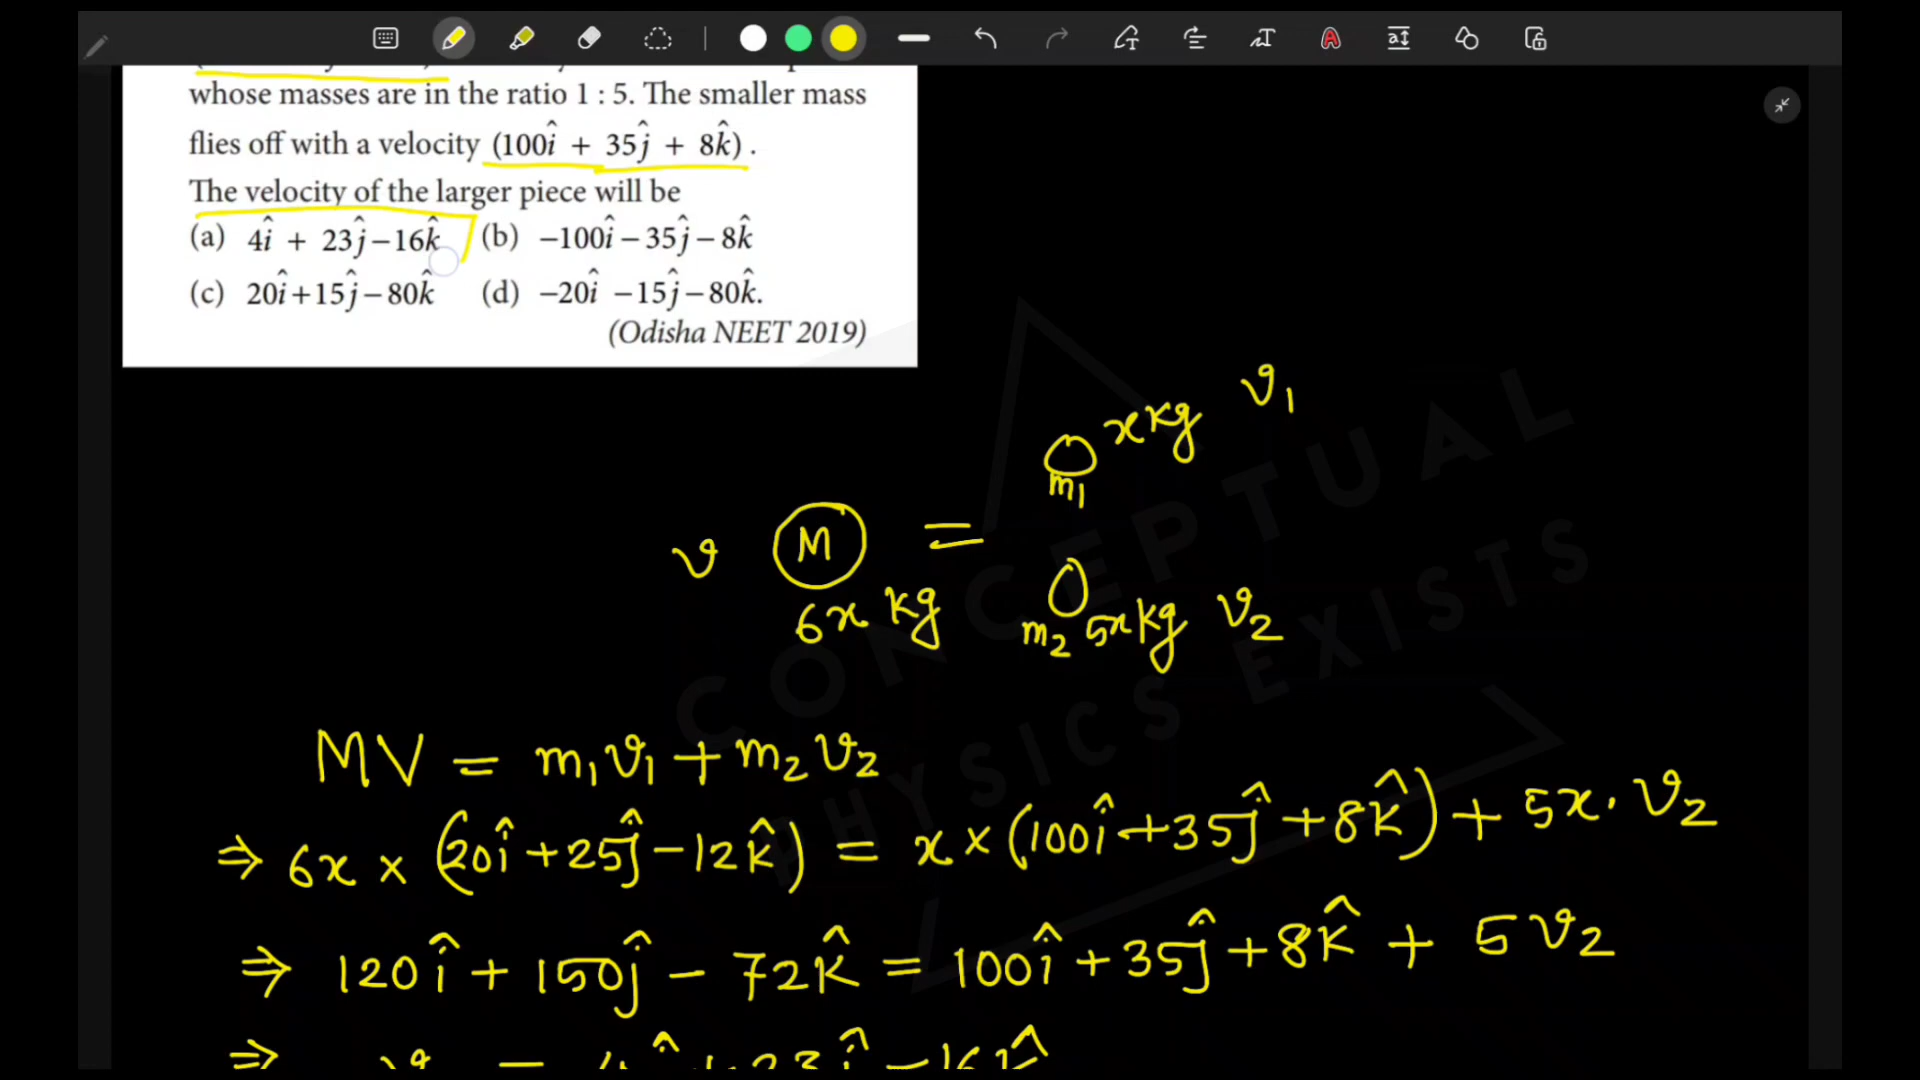 whose masses are in the ratio 1 : 5. The smaller mass
flies off with a velocity (100î + 35ĵ + 8k̂) .
The velocity of the larger piece will be
(a) 4î + 23ĵ − 16k̂ (b) −100î − 35ĵ − 8k̂
(c) 20î + 15ĵ − 80k̂ (d) −20î − 15ĵ − 80k̂.
(Odisha NEET 2019)
x kg v₁
m₁
v M =
6x kg
m₂ 5x kg v₂
MV = m₁v₁ + m₂v₂
⇒ 6x × (20î + 25ĵ − 12k̂) = x × (100î + 35ĵ + 8k̂) + 5x · v₂
⇒ 120î + 150ĵ − 72k̂ = 100î + 35ĵ + 8k̂ + 5v₂
CONCEPTUAL
PHYSICS EXISTS